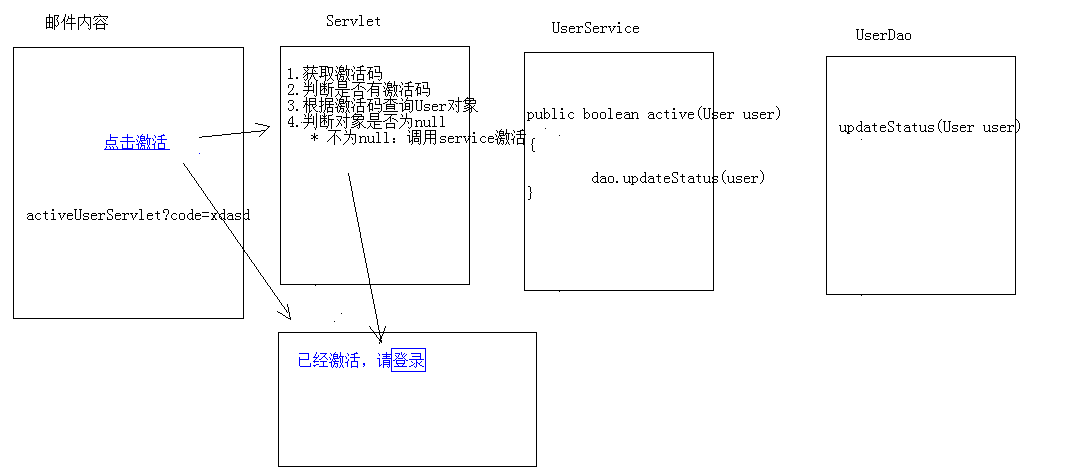 邮件内容
点击激活
activeUserServlet?code=xdasd
Servlet
1.获取激活码
2.判断是否有激活码
3.根据激活码查询User对象
4.判断对象是否为null
* 不为null：调用service激活
UserService
public boolean active(User user)
{
dao.updateStatus(user)
}
UserDao
updateStatus(User user)
已经激活，请登录